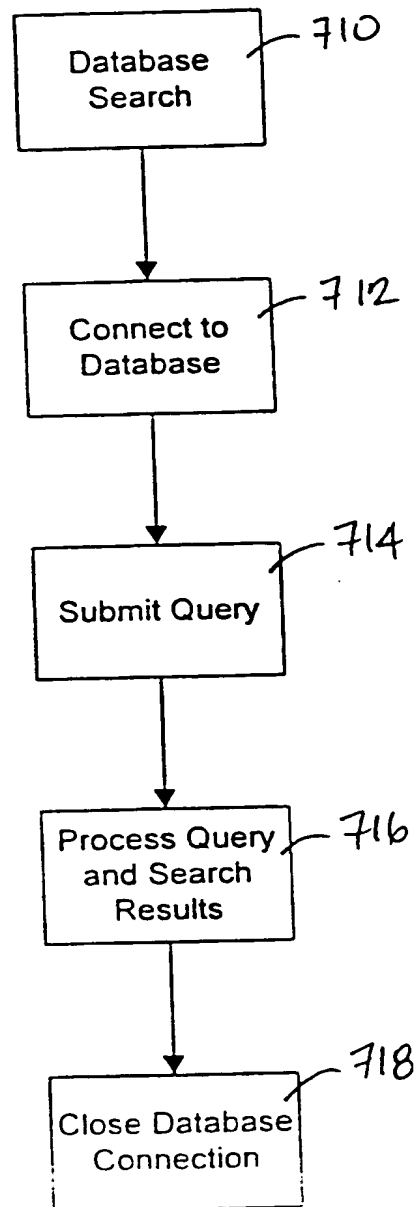 710
Database
Search
712
Connect to
Database
714
Submit Query
716
Process Query
and Search
Results
718
Close Database
Connection